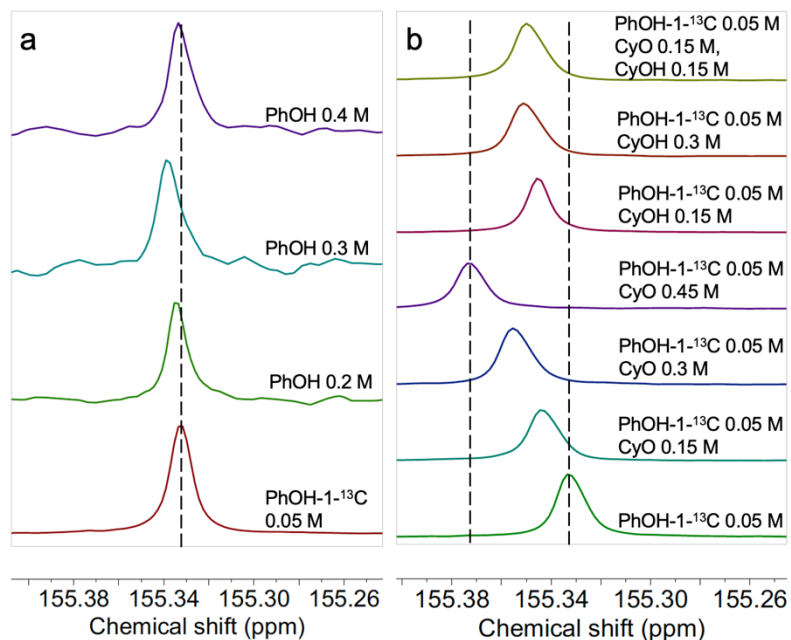 a
PhOH 0.4 M
PhOH 0.3 M
PhOH 0.2 M
PhOH-1-¹³C
0.05 M
155.38 155.34 155.30 155.26
Chemical shift (ppm)
b
PhOH-1-¹³C 0.05 M
CyO 0.15 M,
CyOH 0.15 M
PhOH-1-¹³C 0.05 M
CyOH 0.3 M
PhOH-1-¹³C 0.05 M
CyOH 0.15 M
PhOH-1-¹³C 0.05 M
CyO 0.45 M
PhOH-1-¹³C 0.05 M
CyO 0.3 M
PhOH-1-¹³C 0.05 M
CyO 0.15 M
PhOH-1-¹³C 0.05 M
155.38 155.34 155.30 155.26
Chemical shift (ppm)